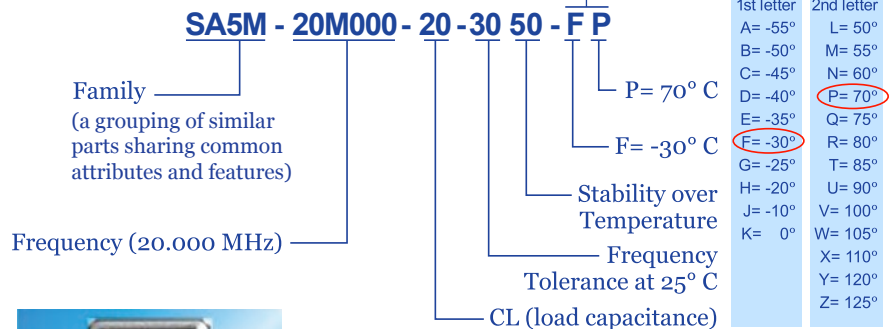 SA5M - 20M000 - 20 -30 50 - F P
Family
(a grouping of similar
parts sharing common
attributes and features)
Frequency (20.000 MHz)
P= 70° C
F= -30° C
Stability over
Temperature
Frequency
Tolerance at 25° C
CL (load capacitance)
1st letter
A= -55°
B= -50°
C= -45°
D= -40°
E= -35°
F= -30°
G= -25°
H= -20°
J= -10°
K= 0°
2nd letter
L= 50°
M= 55°
N= 60°
P= 70°
Q= 75°
R= 80°
T= 85°
U= 90°
V= 100°
W= 105°
X= 110°
Y= 120°
Z= 125°